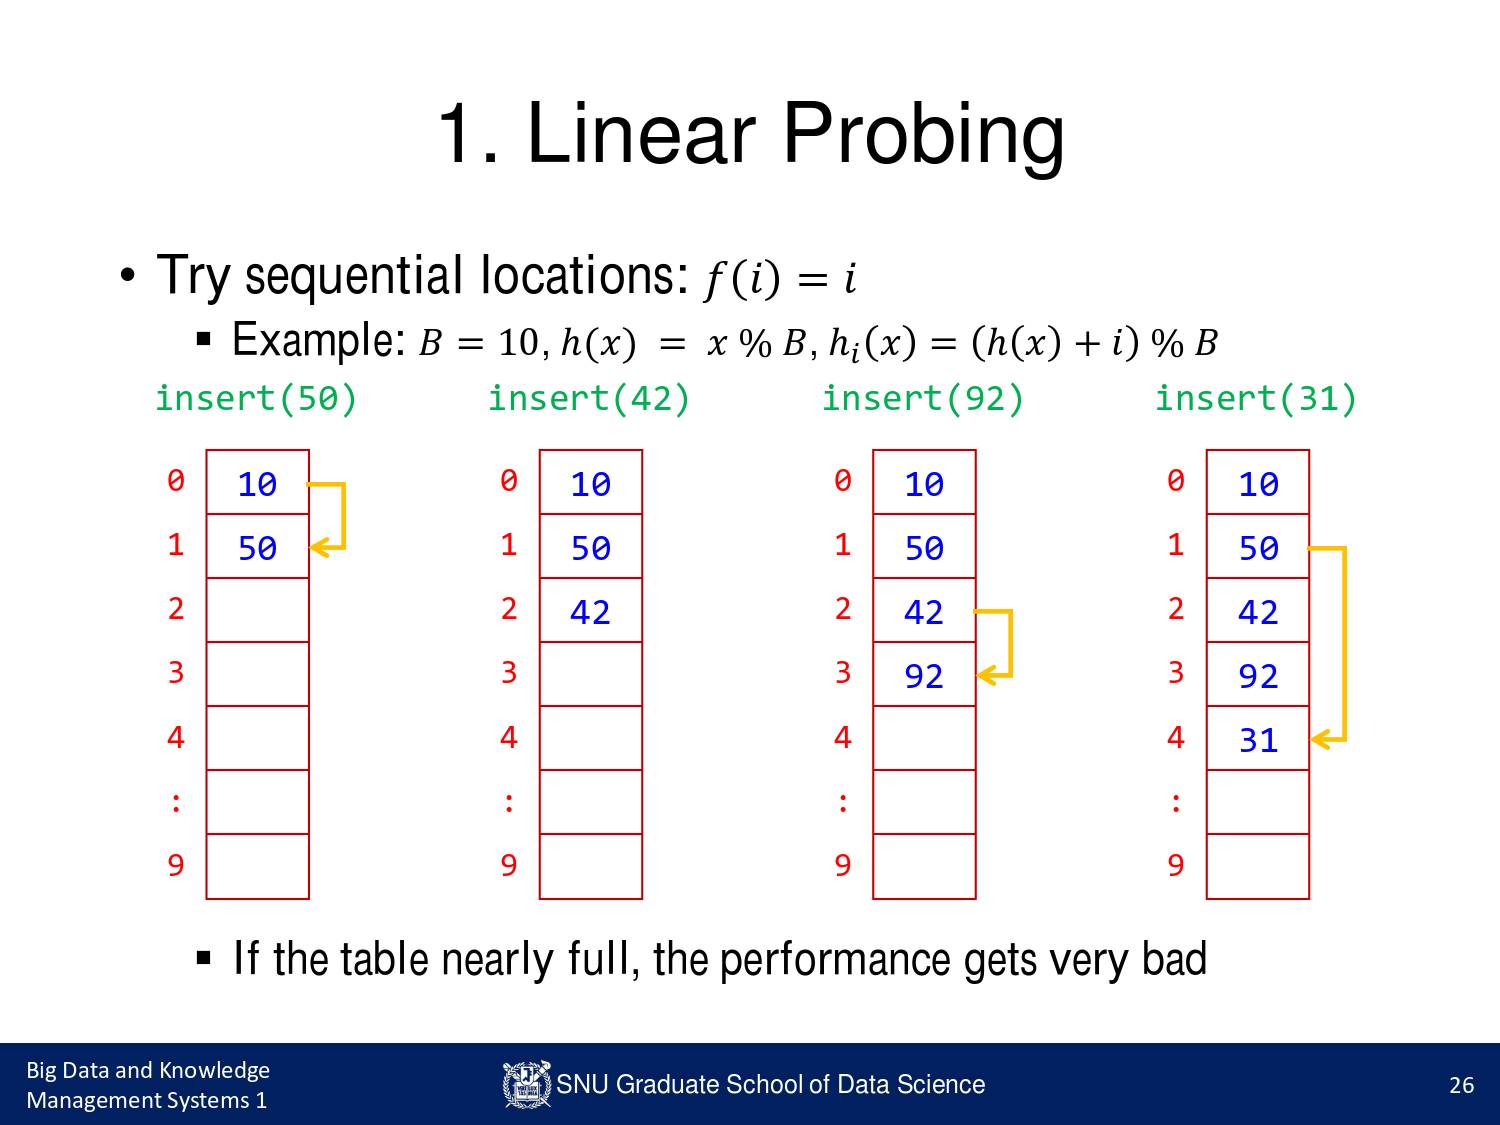 1. Linear Probing
• Try sequential locations: f(i) = i
▪ Example: B = 10, h(x) = x % B, hᵢ(x) = (h(x) + i) % B
insert(50) insert(42) insert(92) insert(31)
0 10 0 10 0 10 0 10
1 50 1 50 1 50 1 50
2 2 42 2 42 2 42
3 3 3 92 3 92
4 4 4 4 31
: : : :
9 9 9 9
▪ If the table nearly full, the performance gets very bad
Big Data and Knowledge
Management Systems 1
SNU Graduate School of Data Science
26